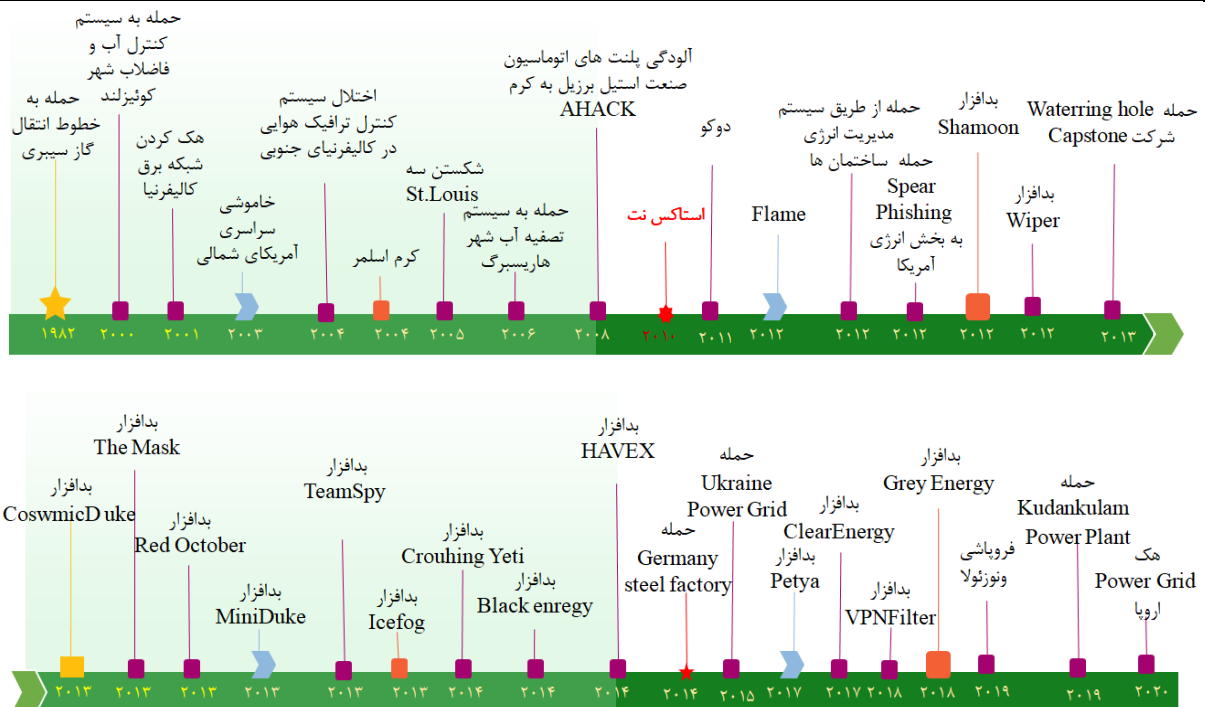 حمله به سیستم
کنترل آب و
فاضلاب شهر
کوئیزلند
حمله به
خطوط انتقال
گاز سیبری
هک کردن
شبکه برق
کالیفرنیا
خاموشی
سراسری
آمریکای شمالی
اختلال سیستم
کنترل ترافیک هوایی
در کالیفرنیای جنوبی
کرم اسلمر
شکستن سه
St.Louis
حمله به سیستم
تصفیه آب شهر
هاریسبرگ
آلودگی پلنت های اتوماسیون
صنعت استیل برزیل به کرم
AHACK
استاکس نت
دوکو
Flame
حمله از طریق سیستم
مدیریت انرژی
ساختمان ها
حمله
Spear
Phishing
به بخش انرژی
آمریکا
بدافزار
Shamoon
بدافزار
Wiper
حمله Waterring hole
شرکت Capstone
۱۹۸۲
۲۰۰۰
۲۰۰۱
۲۰۰۳
۲۰۰۴
۲۰۰۴
۲۰۰۵
۲۰۰۶
۲۰۰۸
۲۰۱۰
۲۰۱۱
۲۰۱۲
۲۰۱۲
۲۰۱۲
۲۰۱۲
۲۰۱۲
۲۰۱۳
بدافزار
CoswmicD uke
بدافزار
The Mask
بدافزار
Red October
بدافزار
MiniDuke
بدافزار
TeamSpy
بدافزار
Icefog
بدافزار
Crouhing Yeti
بدافزار
Black enregy
بدافزار
HAVEX
حمله
Germany
steel factory
حمله
Ukraine
Power Grid
بدافزار
Petya
بدافزار
ClearEnergy
بدافزار
VPNFilter
بدافزار
Grey Energy
فروپاشی
ونوزئولا
حمله
Kudankulam
Power Plant
هک
Power Grid
اروپا
۲۰۱۳
۲۰۱۳
۲۰۱۳
۲۰۱۳
۲۰۱۳
۲۰۱۳
۲۰۱۴
۲۰۱۴
۲۰۱۴
۲۰۱۴
۲۰۱۵
۲۰۱۷
۲۰۱۷
۲۰۱۸
۲۰۱۸
۲۰۱۹
۲۰۱۹
۲۰۲۰